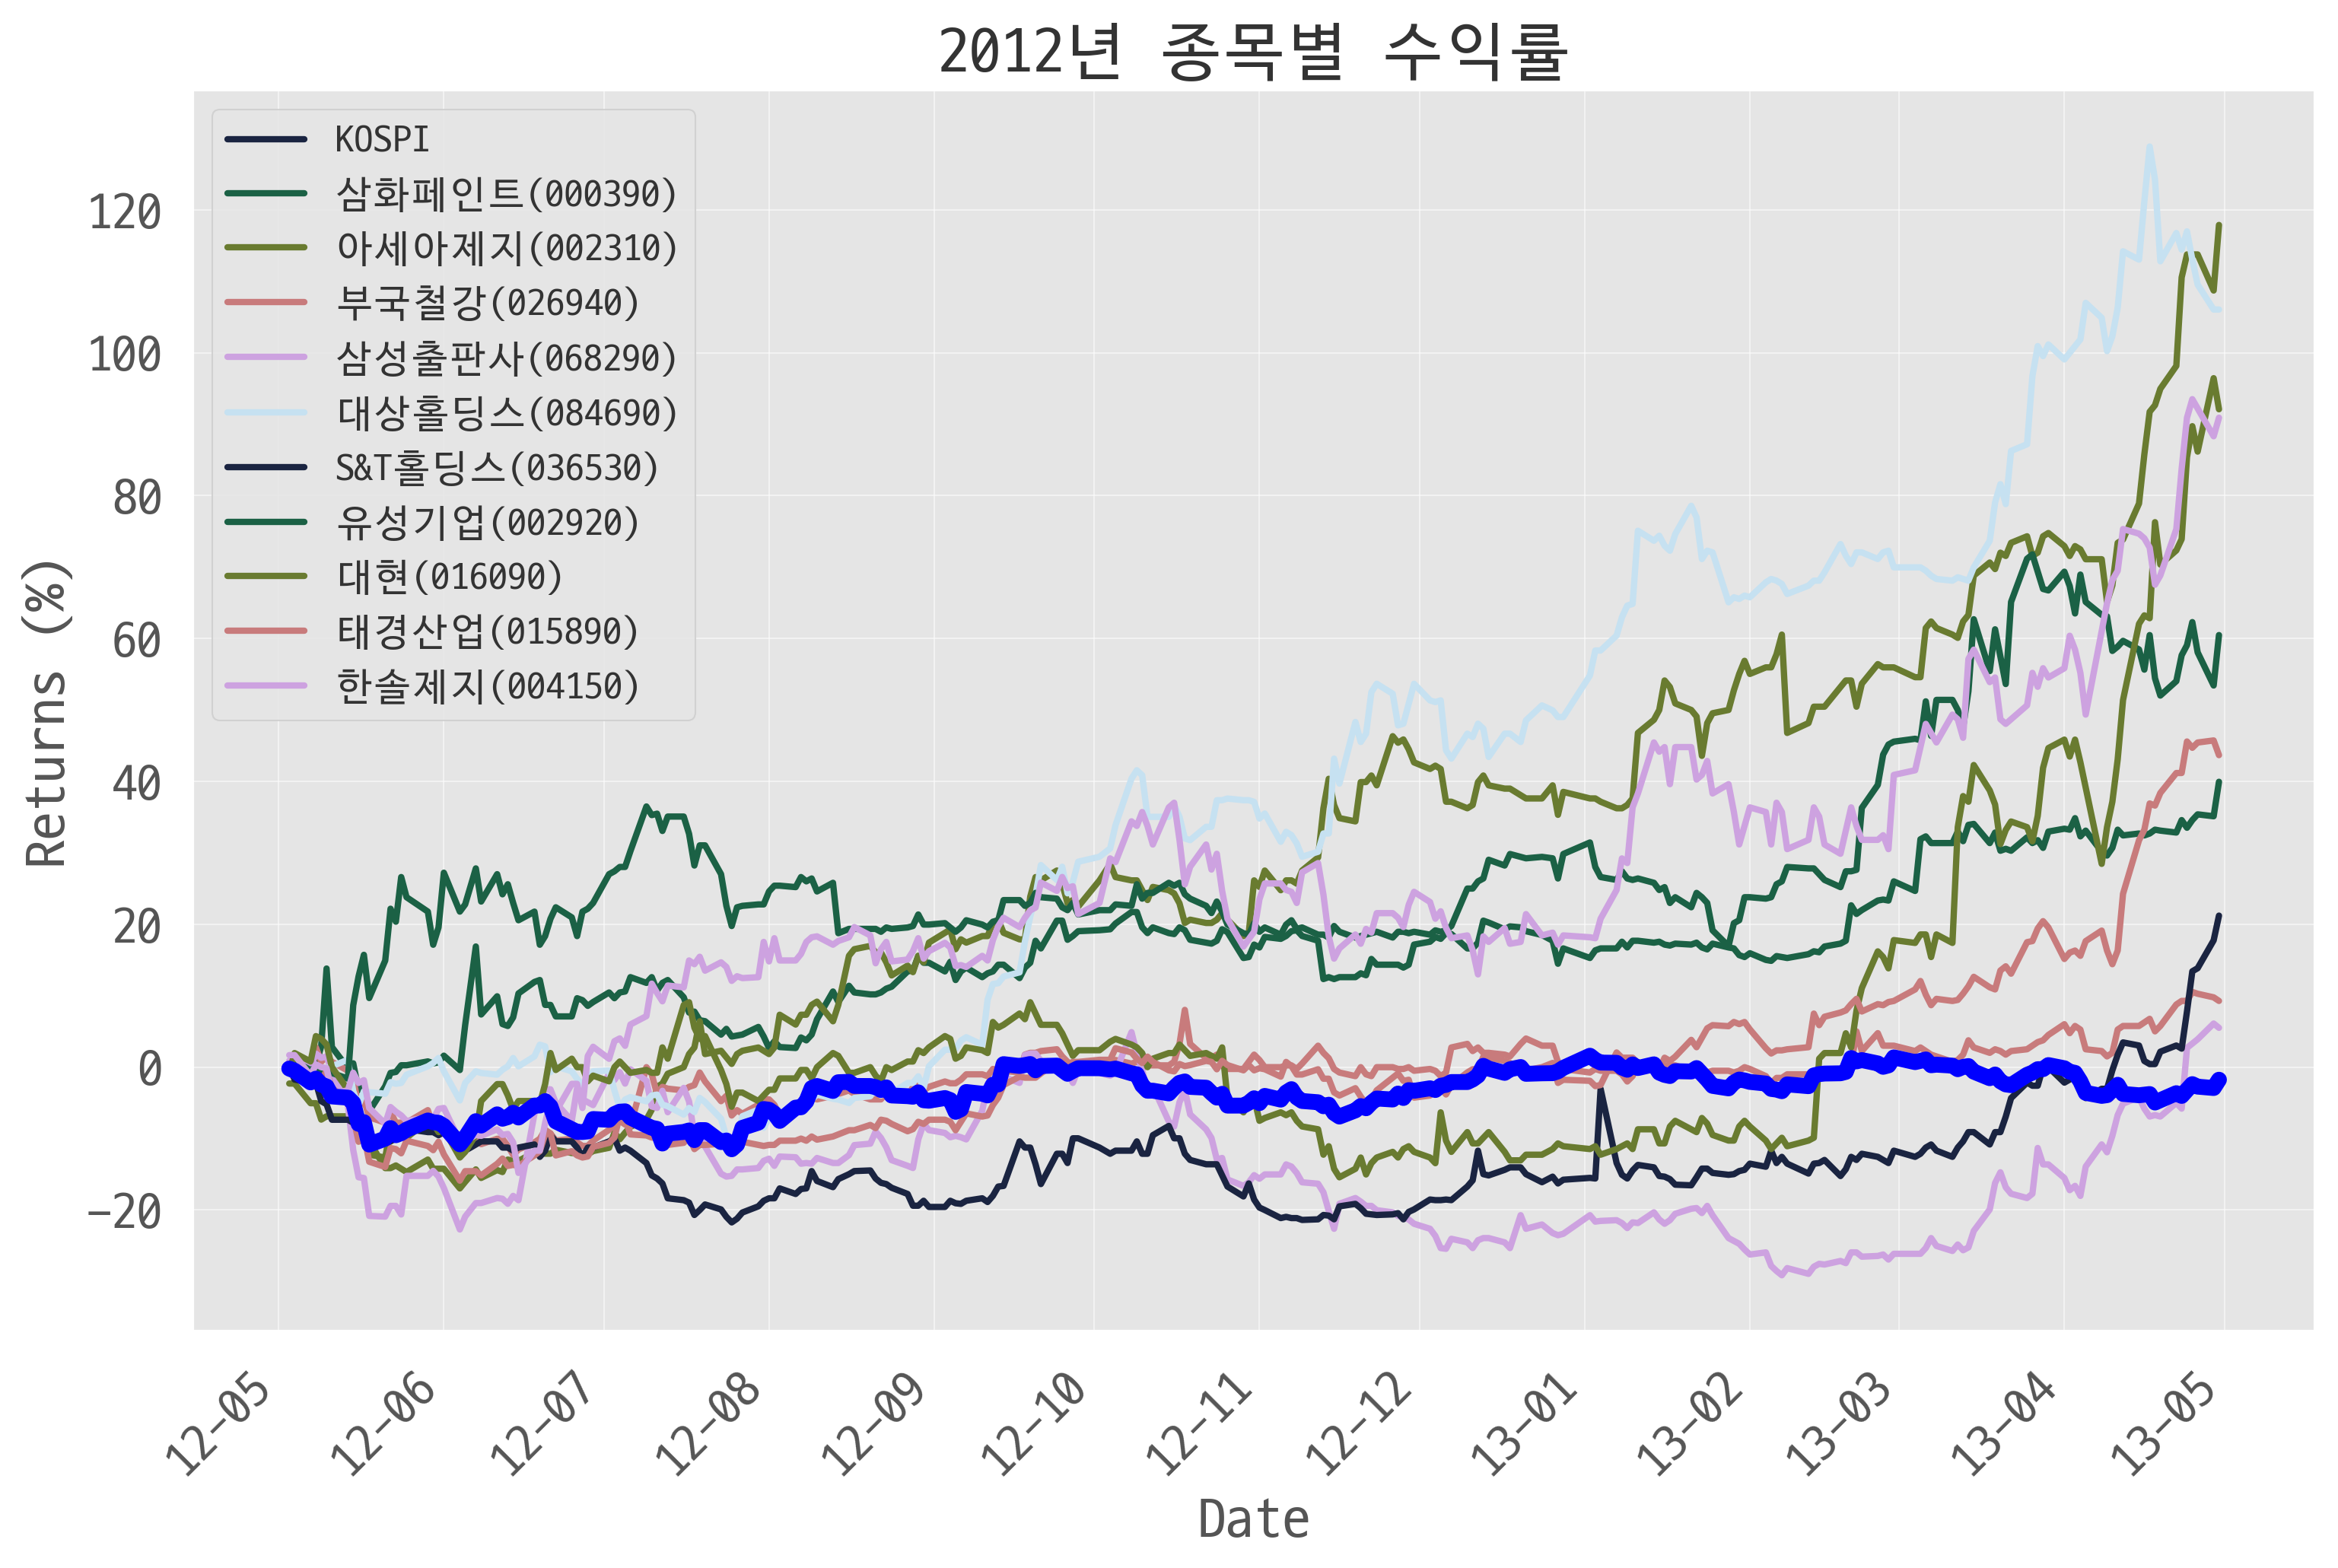 2012년 종목별 수익률
KOSPI
삼화페인트(000390)
아세아제지(002310)
부국철강(026940)
삼성출판사(068290)
대상홀딩스(084690)
S&T홀딩스(036530)
유성기업(002920)
대현(016090)
태경산업(015890)
한솔제지(004150)
Returns (%)
120
100
80
60
40
20
0
−20
12−05
12−06
12−07
12−08
12−09
12−10
12−11
12−12
13−01
13−02
13−03
13−04
13−05
Date